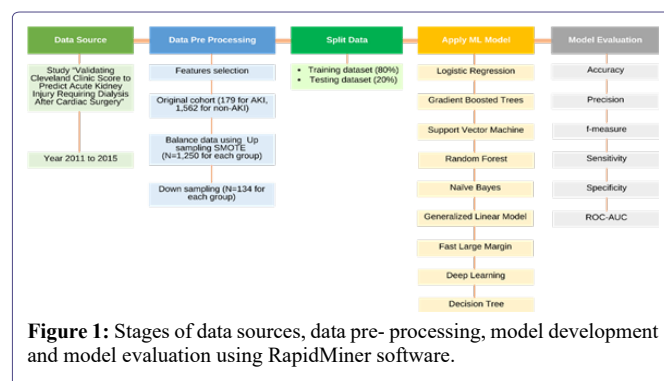 Data Source
Study "Validating
Cleveland Clinic Score to
Predict Acute Kidney
Injury Requiring Dialysis
After Cardiac Surgery"
Year 2011 to 2015
Data Pre Processing
Features selection
Original cohort (179 for AKI,
1,562 for non-AKI)
Balance data using Up
sampling SMOTE
(N=1,250 for each group)
Down sampling (N=134 for
each group)
Split Data
• Training dataset (80%)
• Testing dataset (20%)
Apply ML Model
Logistic Regression
Gradient Boosted Trees
Support Vector Machine
Random Forest
Naïve Bayes
Generalized Linear Model
Fast Large Margin
Deep Learning
Decision Tree
Model Evaluation
Accuracy
Precision
f-measure
Sensitivity
Specificity
ROC-AUC
Figure 1: Stages of data sources, data pre- processing, model development
and model evaluation using RapidMiner software.